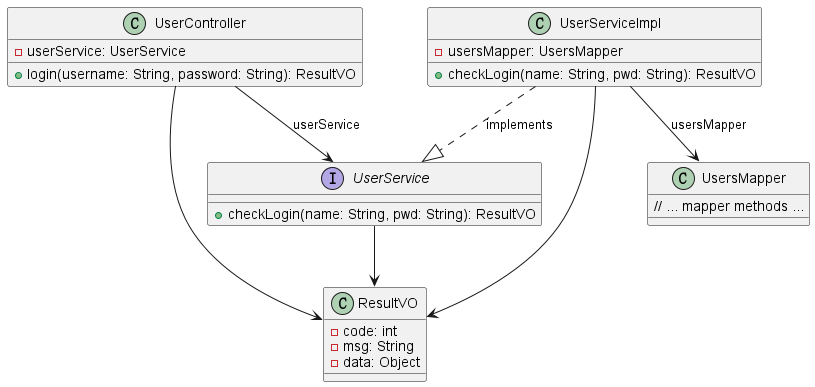 C UserController
userService: UserService
login(username: String, password: String): ResultVO
C UserServiceImpl
usersMapper: UsersMapper
checkLogin(name: String, pwd: String): ResultVO
userService
implements
usersMapper
I UserService
checkLogin(name: String, pwd: String): ResultVO
C UsersMapper
// ... mapper methods ...
C ResultVO
code: int
msg: String
data: Object